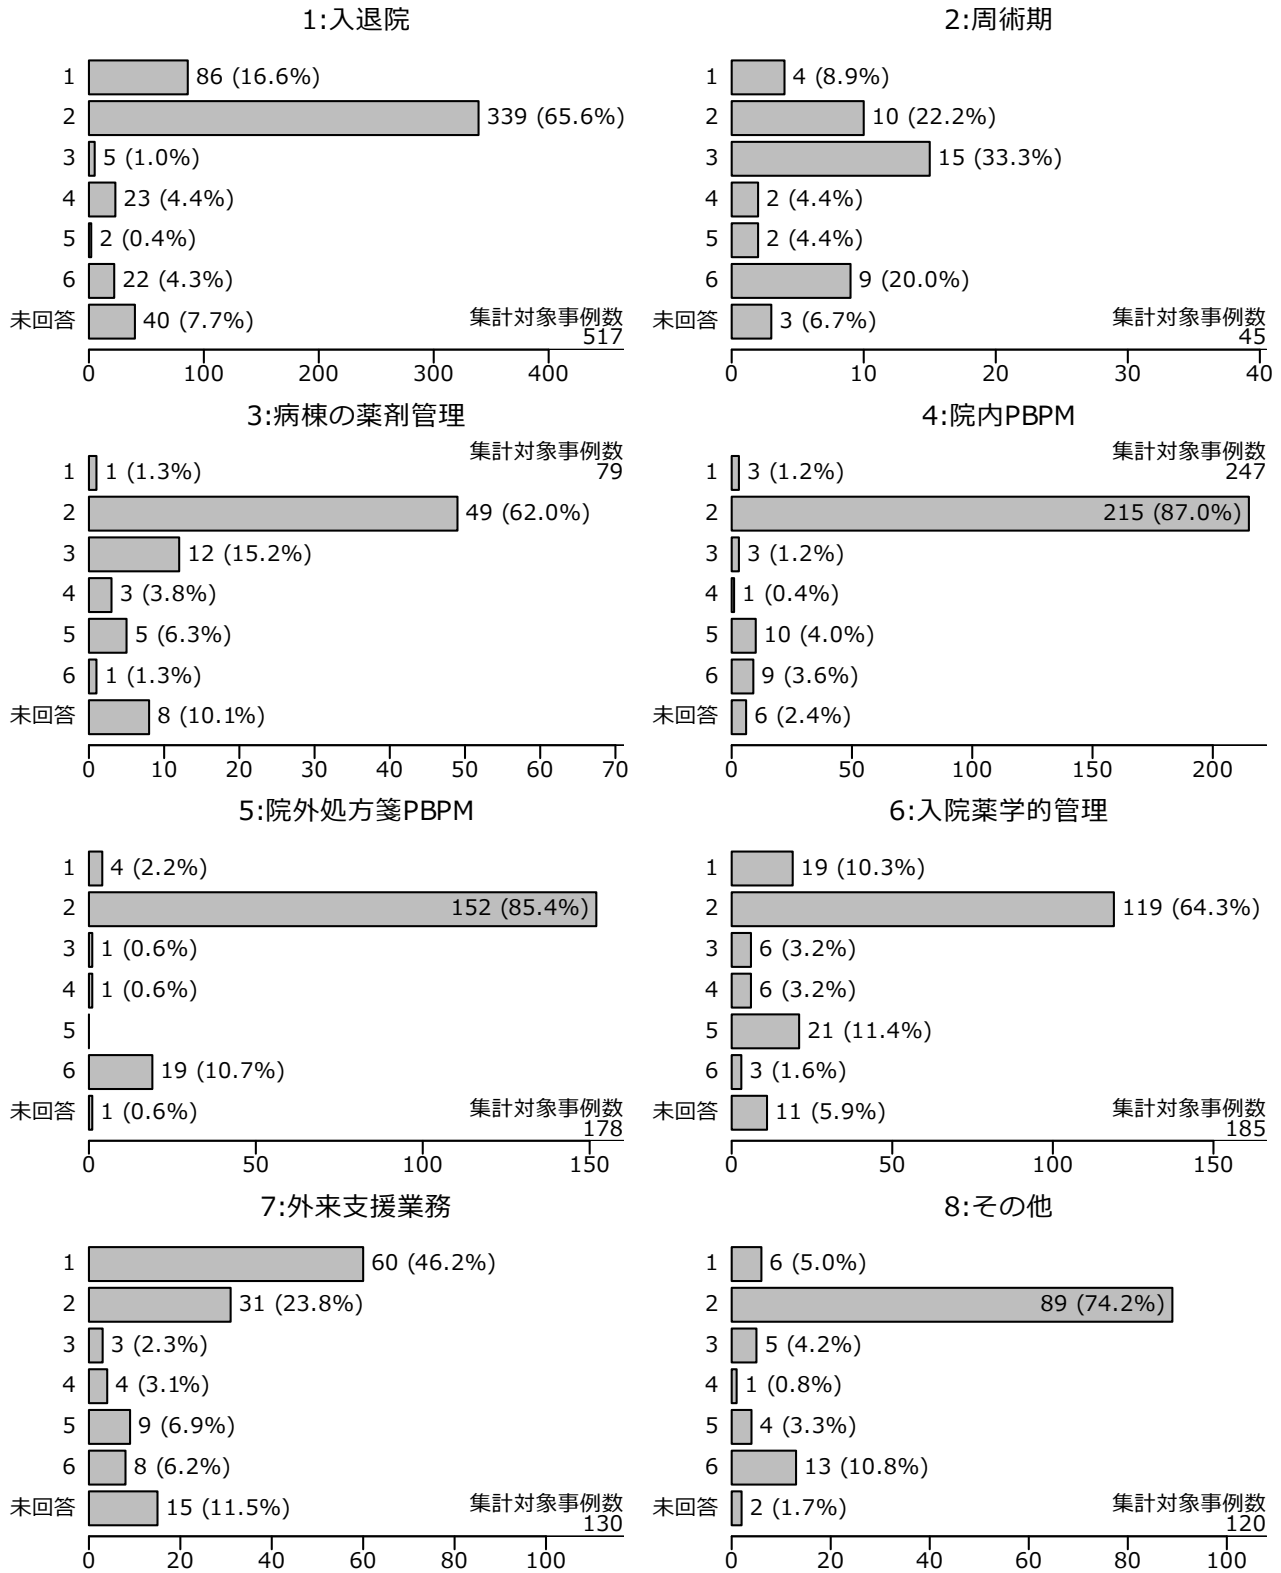 1:入退院
1 86 (16.6%)
2 339 (65.6%)
3 5 (1.0%)
4 23 (4.4%)
5 2 (0.4%)
6 22 (4.3%)
未回答 40 (7.7%)
集計対象事例数
517
0 100 200 300 400
2:周術期
1 4 (8.9%)
2 10 (22.2%)
3 15 (33.3%)
4 2 (4.4%)
5 2 (4.4%)
6 9 (20.0%)
未回答 3 (6.7%)
集計対象事例数
45
0 10 20 30 40
3:病棟の薬剤管理
集計対象事例数
79
1 1 (1.3%)
2 49 (62.0%)
3 12 (15.2%)
4 3 (3.8%)
5 5 (6.3%)
6 1 (1.3%)
未回答 8 (10.1%)
0 10 20 30 40 50 60 70
4:院内PBPM
集計対象事例数
247
1 3 (1.2%)
2 215 (87.0%)
3 3 (1.2%)
4 1 (0.4%)
5 10 (4.0%)
6 9 (3.6%)
未回答 6 (2.4%)
0 50 100 150 200
5:院外処方箋PBPM
1 4 (2.2%)
2 152 (85.4%)
3 1 (0.6%)
4 1 (0.6%)
5
6 19 (10.7%)
未回答 1 (0.6%)
集計対象事例数
178
0 50 100 150
6:入院薬学的管理
1 19 (10.3%)
2 119 (64.3%)
3 6 (3.2%)
4 6 (3.2%)
5 21 (11.4%)
6 3 (1.6%)
未回答 11 (5.9%)
集計対象事例数
185
0 50 100 150
7:外来支援業務
1 60 (46.2%)
2 31 (23.8%)
3 3 (2.3%)
4 4 (3.1%)
5 9 (6.9%)
6 8 (6.2%)
未回答 15 (11.5%)
集計対象事例数
130
0 20 40 60 80 100
8:その他
1 6 (5.0%)
2 89 (74.2%)
3 5 (4.2%)
4 1 (0.8%)
5 4 (3.3%)
6 13 (10.8%)
未回答 2 (1.7%)
集計対象事例数
120
0 20 40 60 80 100